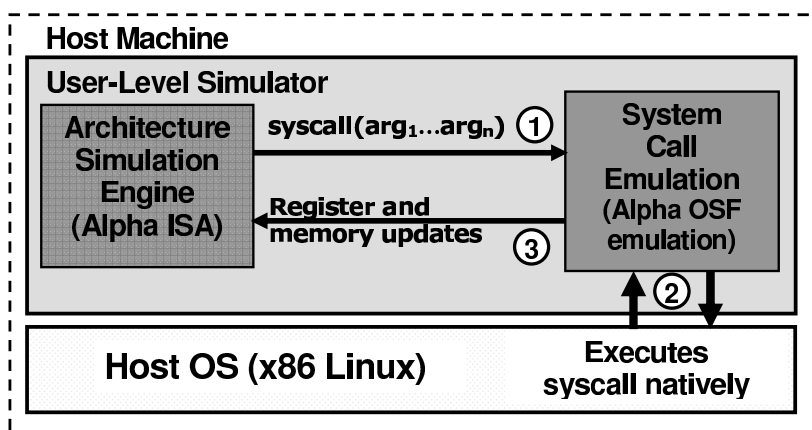 Host Machine
User-Level Simulator
Architecture
Simulation
Engine
(Alpha ISA)
syscall(arg₁...argₙ) ①
Register and
memory updates
③
System
Call
Emulation
(Alpha OSF
emulation)
②
Host OS (x86 Linux)
Executes
syscall natively